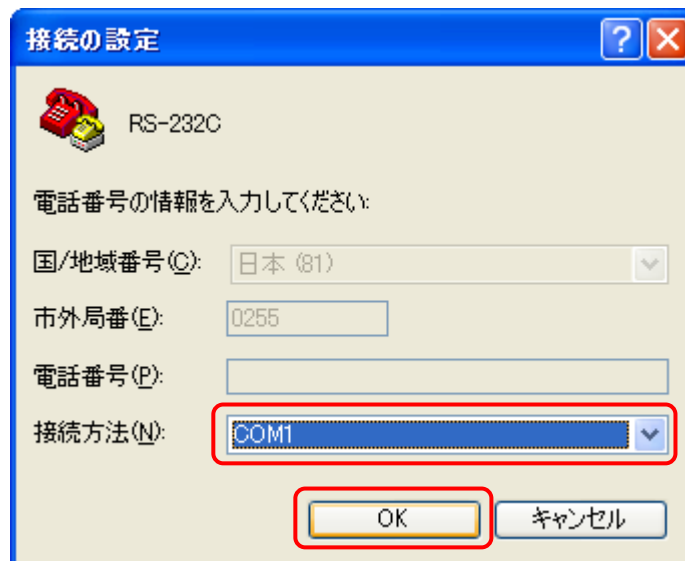 接続の設定
RS-232C
電話番号の情報を入力してください:
国/地域番号(C): 日本 (81)
市外局番(E): 0255
電話番号(P):
接続方法(N): COM1
OK キャンセル